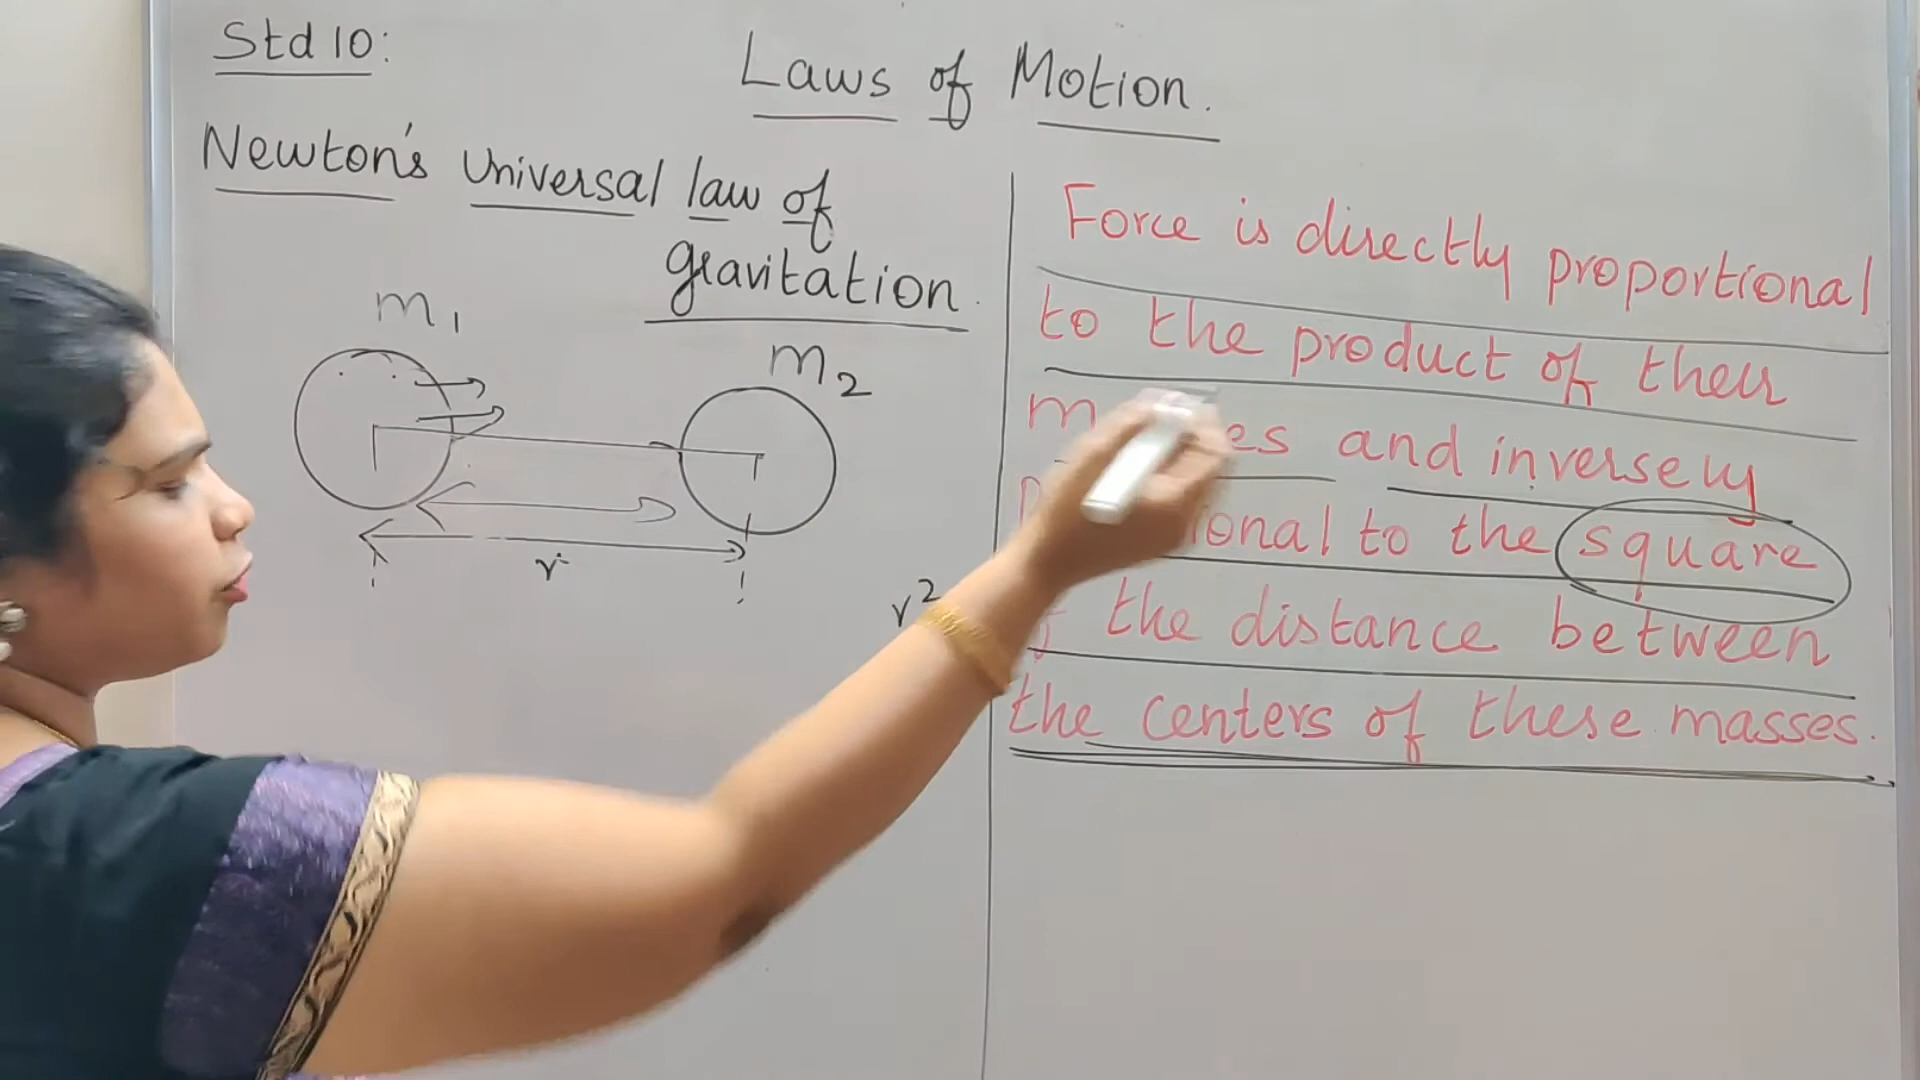 Std 10:
Laws of Motion.
Newton's Universal law of
gravitation.
m1
m2
r
r2
Force is directly proportional
to the product of their
and inversely
to the square
the distance between
the centers of these masses.